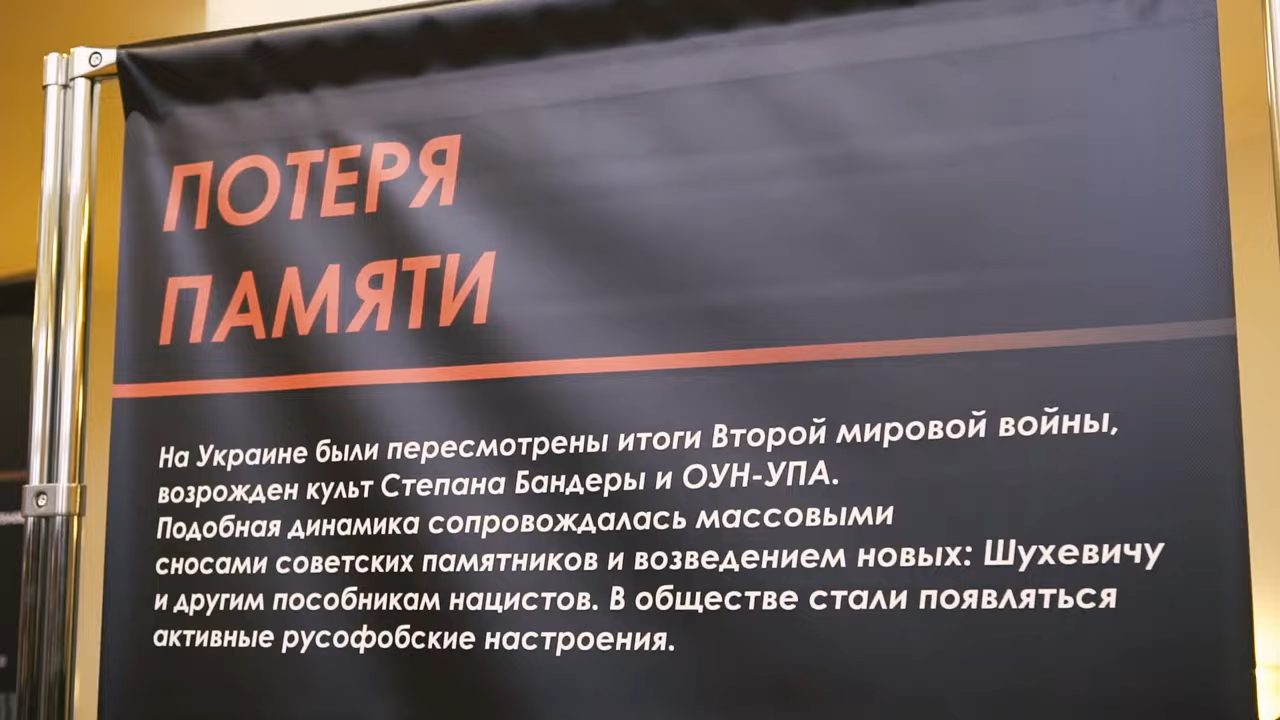 ПОТЕРЯ
ПАМЯТИ
На Украине были пересмотрены итоги Второй мировой войны,
возрожден культ Степана Бандеры и ОУН-УПА.
Подобная динамика сопровождалась массовыми
сносами советских памятников и возведением новых: Шухевичу
и другим пособникам нацистов. В обществе стали появляться
активные русофобские настроения.